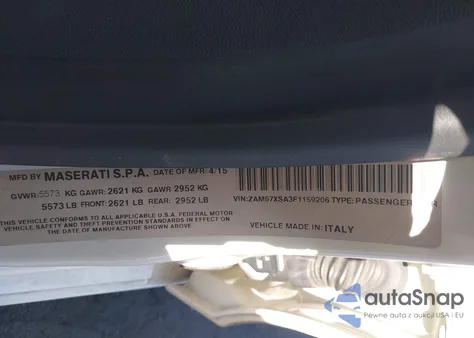 MFD BY MASERATI S.P.A. DATE OF MFR: 4/15
GVWR: 5573 KG GAWR: 2621 KG GAWR: 2952 KG
5573 LB FRONT: 2621 LB REAR: 2952 LB
THIS VEHICLE CONFORMS TO ALL APPLICABLE U.S.A. FEDERAL MOTOR
VEHICLE SAFETY AND THEFT PREVENTION STANDARDS IN EFFECT ON THE
DATE OF MANUFACTURE SHOWN ABOVE
VIN: ZAM57XSA3F1159206 TYPE: PASSENGER
MADE IN: ITALY
autoSnap
Pewne auta z aukcji USA i EU